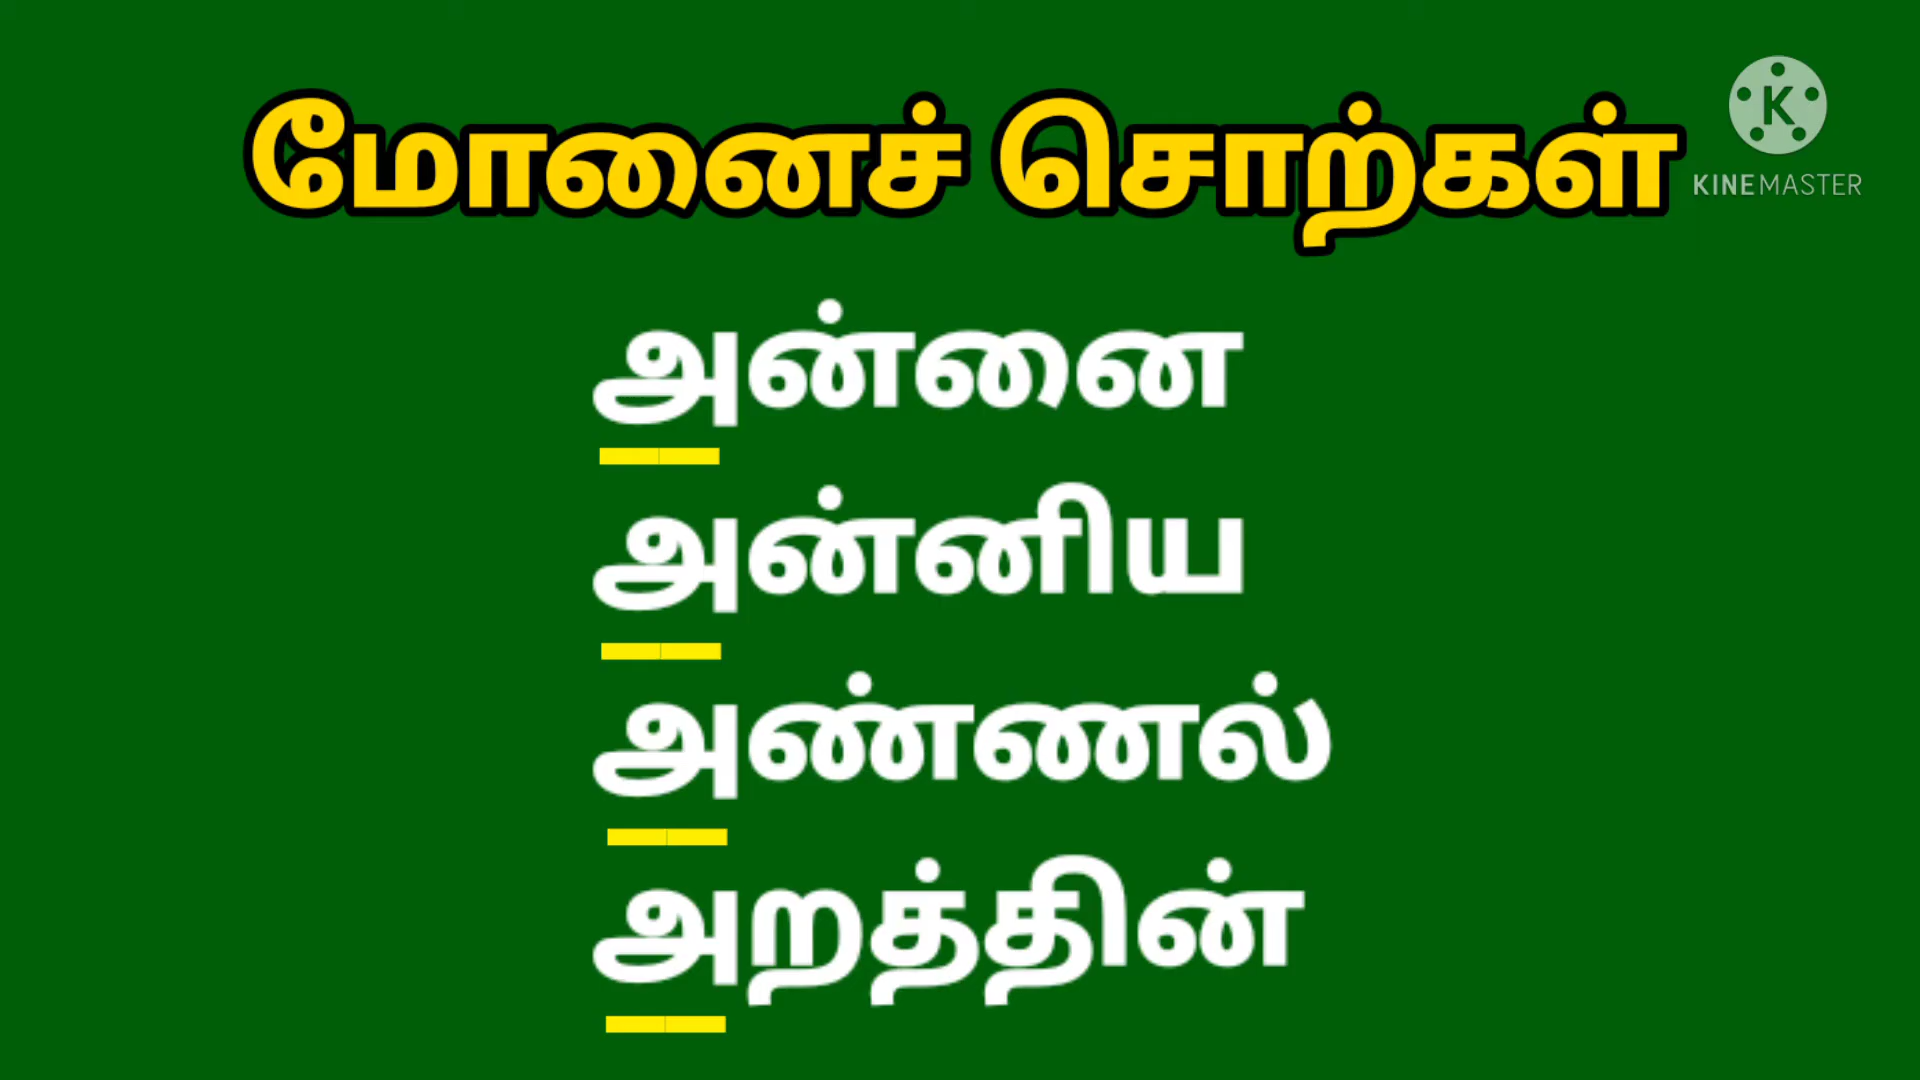 மோனைச் சொற்கள்
KINEMASTER
அன்னை
அன்னிய
அண்ணல்
அறத்தின்